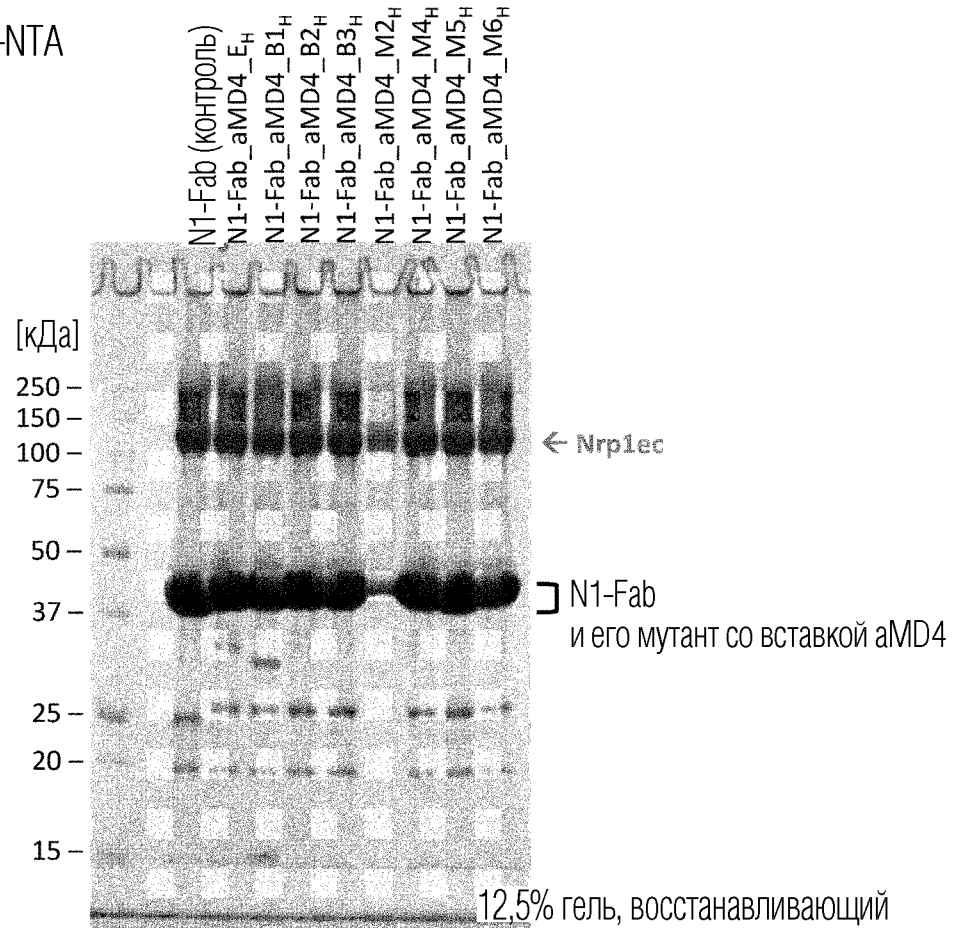 -NTA
N1-Fab (контроль)
N1-Fab_aMD4_E_H
N1-Fab_aMD4_B1_H
N1-Fab_aMD4_B2_H
N1-Fab_aMD4_B3_H
N1-Fab_aMD4_M2_H
N1-Fab_aMD4_M4_H
N1-Fab_aMD4_M5_H
N1-Fab_aMD4_M6_H
[кДа]
250 –
150 –
100 –
75 –
50 –
37 –
25 –
20 –
15 –
← Nrp1ec
N1-Fab
и его мутант со вставкой aMD4
12,5% гель, восстанавливающий